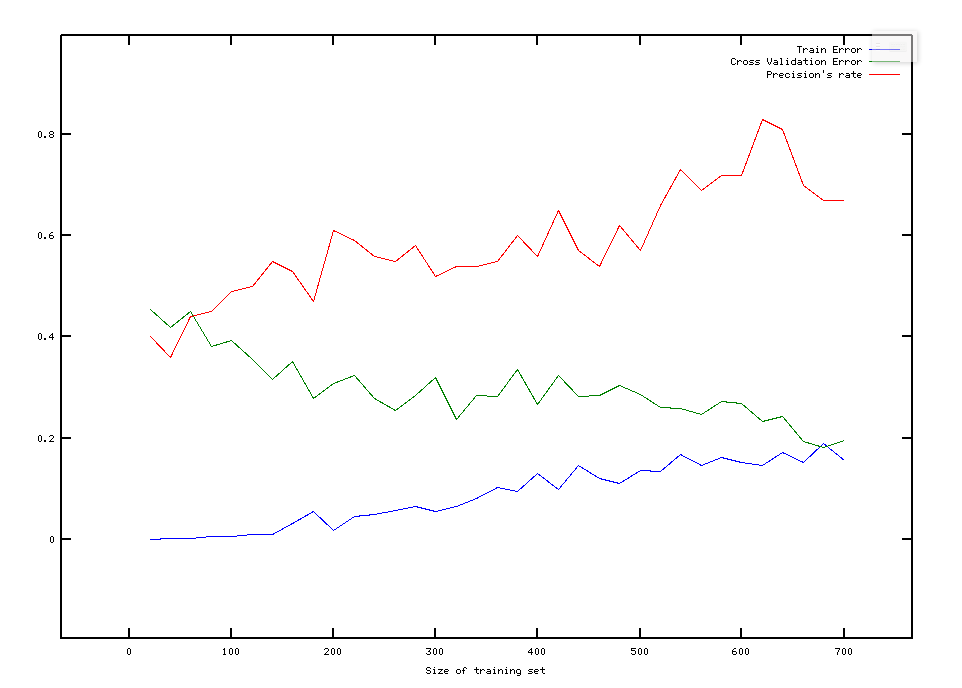 Train Error
Cross Validation Error
Precision's rate
0.8
0.6
0.4
0.2
0
0 100 200 300 400 500 600 700
Size of training set